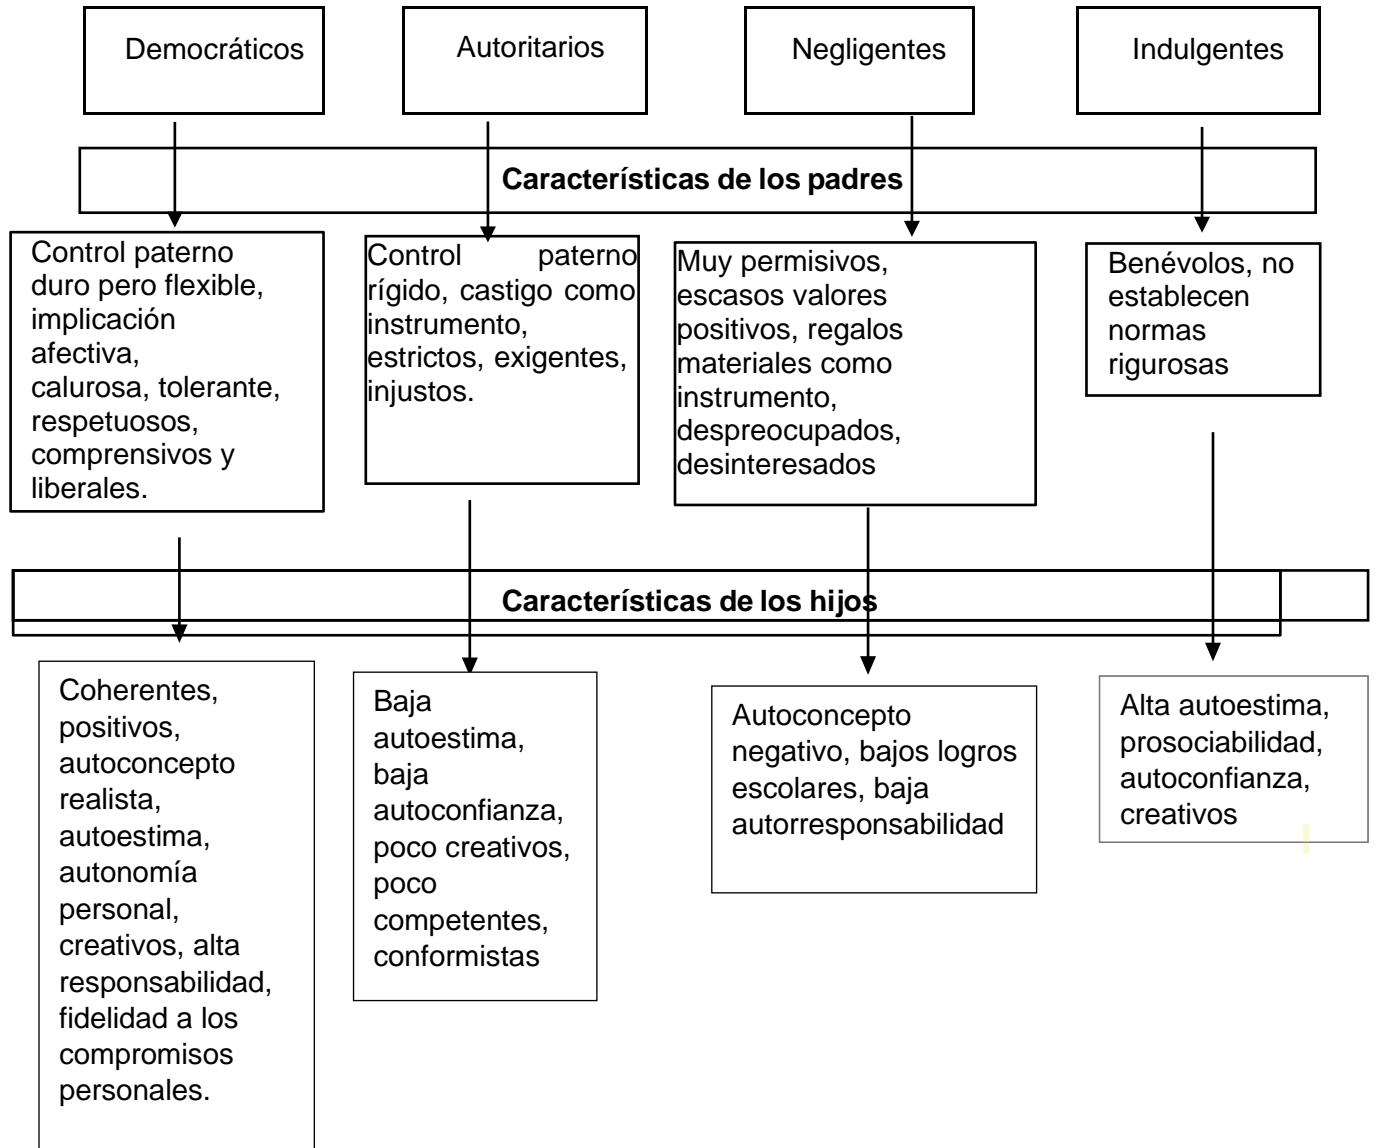 Democráticos
Autoritarios
Negligentes
Indulgentes
Características de los padres
Control paterno
duro pero flexible,
implicación
afectiva,
calurosa, tolerante,
respetuosos,
comprensivos y
liberales.
Control paterno
rígido, castigo como
instrumento,
estrictos, exigentes,
injustos.
Muy permisivos,
escasos valores
positivos, regalos
materiales como
instrumento,
despreocupados,
desinteresados
Benévolos, no
establecen
normas
rigurosas
Características de los hijos
Coherentes,
positivos,
autoconcepto
realista,
autoestima,
autonomía
personal,
creativos, alta
responsabilidad,
fidelidad a los
compromisos
personales.
Baja
autoestima,
baja
autoconfianza,
poco creativos,
poco
competentes,
conformistas
Autoconcepto
negativo, bajos logros
escolares, baja
autorresponsabilidad
Alta autoestima,
prosociabilidad,
autoconfianza,
creativos